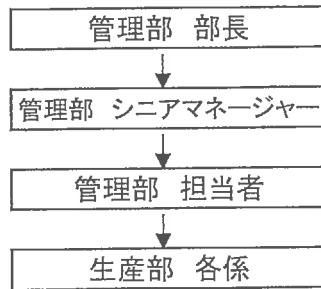 管理部 部長
管理部 シニアマネージャー
管理部 担当者
生産部 各係